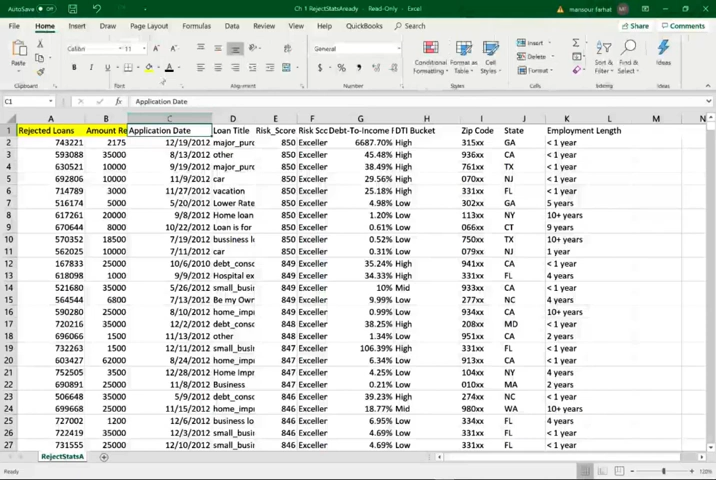 AutoSave Off Ch 1 RejectStatsAready - Read-Only - Excel mansour farhat MF
File Home Insert Draw Page Layout Formulas Data Review View Help QuickBooks Search Share Comments
Paste Calibri 11 General Conditional Formatting Format as Table Cell Styles Insert Delete Format Sort & Filter Find & Select Ideas
Clipboard Font Alignment Number Styles Cells Editing Ideas
C1 Application Date
A B C D E F G H I J K L M N
1 Rejected Loans Amount Re Application Date Loan Title Risk_Score Risk Sco Debt-To-Income I DTI Bucket Zip Code State Employment Length
2 743221 2175 12/19/2012 major_purc 850 Exceller 6687.70% High 315xx GA < 1 year
3 593088 35000 8/13/2012 other 850 Exceller 45.48% High 936xx CA < 1 year
4 630510 10000 9/19/2012 major_purc 850 Exceller 38.49% High 761xx TX < 1 year
5 692806 10000 11/9/2012 car 850 Exceller 29.56% High 070xx NJ < 1 year
6 714789 3000 11/27/2012 vacation 850 Exceller 25.18% High 331xx FL < 1 year
7 516174 5000 5/20/2012 Lower Rate 850 Exceller 4.98% Low 302xx GA 5 years
8 617261 20000 9/8/2012 Home loan 850 Exceller 1.20% Low 113xx NY 10+ years
9 670644 8000 10/22/2012 Loan is for 850 Exceller 0.61% Low 066xx CT 9 years
10 570352 18500 7/19/2012 bussiness lo 850 Exceller 0.52% Low 750xx TX 10+ years
11 562025 10000 7/11/2012 car 850 Exceller 0.31% Low 079xx NJ 1 year
12 167833 25000 10/6/2010 debt_consc 849 Exceller 35.24% High 941xx CA < 1 year
13 618098 1000 9/9/2012 Hospital ex 849 Exceller 34.33% High 331xx FL 4 years
14 521680 35000 5/26/2012 small_busi 849 Exceller 10% Mid 933xx CA < 1 year
15 564544 6800 7/13/2012 Be my Own 849 Exceller 9.99% Low 277xx NC 4 years
16 590280 25000 8/10/2012 home_impr 849 Exceller 0.99% Low 934xx CA 10+ years
17 720216 35000 12/2/2012 debt_consc 848 Exceller 38.25% High 208xx MD < 1 year
18 696066 1500 11/13/2012 other 848 Exceller 1.34% Low 951xx CA 2 years
19 732263 1500 12/11/2012 small_busi 847 Exceller 106.39% High 331xx FL < 1 year
20 603427 62000 8/24/2012 home_impr 847 Exceller 6.34% Low 913xx CA < 1 year
21 752505 3500 12/28/2012 Home Impr 847 Exceller 4.25% Low 104xx NY 4 years
22 690891 25000 11/8/2012 Business 847 Exceller 0.21% Low 010xx MA 2 years
23 506648 35000 5/9/2012 debt_consc 846 Exceller 39.23% High 274xx NC < 1 year
24 699668 25000 11/15/2012 home_impr 846 Exceller 18.77% Mid 980xx WA 10+ years
25 727002 1200 12/6/2012 business lo 846 Exceller 6.95% Low 334xx FL 4 years
26 722419 35000 12/3/2012 small_busi 846 Exceller 4.69% Low 331xx FL < 1 year
27 731555 25000 12/10/2012 small_busi 846 Exceller 4.69% Low 331xx FL < 1 year
RejectStatsA
Ready 120%